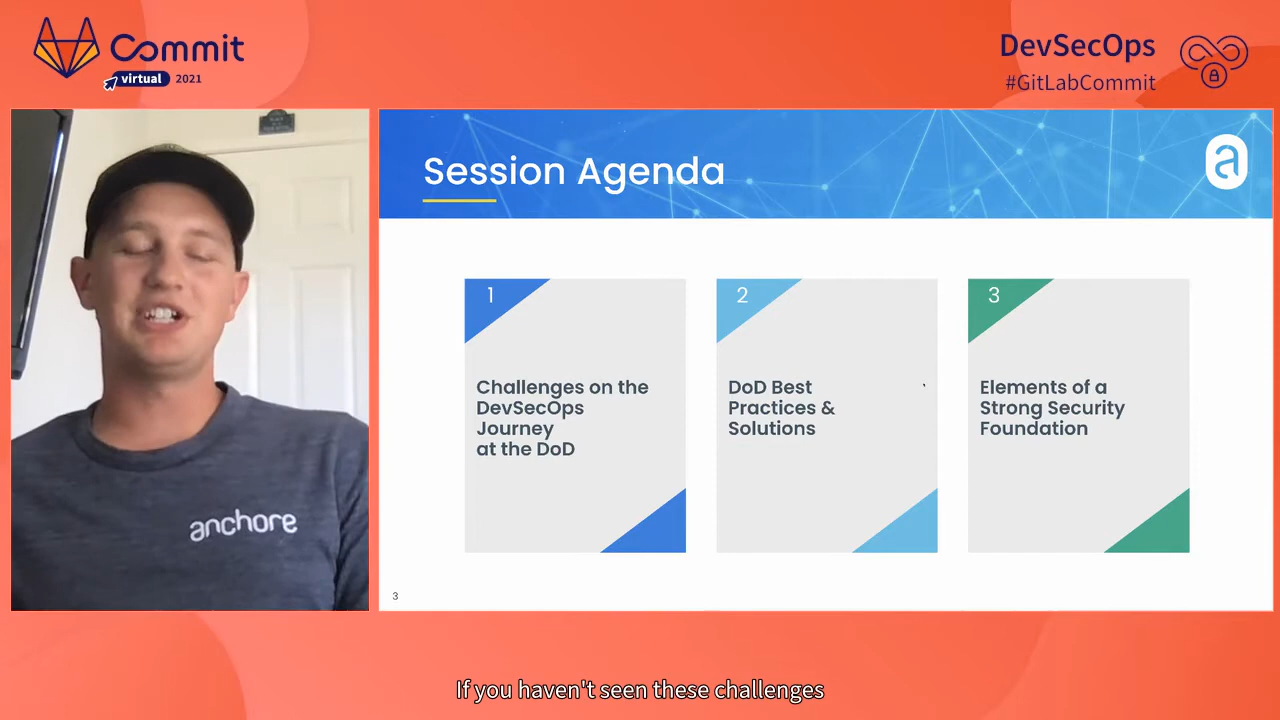 Commit
virtual 2021
DevSecOps
#GitLabCommit
Session Agenda
a
1
Challenges on the
DevSecOps
Journey
at the DoD
2
DoD Best
Practices &
Solutions
3
Elements of a
Strong Security
Foundation
anchore
3
If you haven't seen these challenges